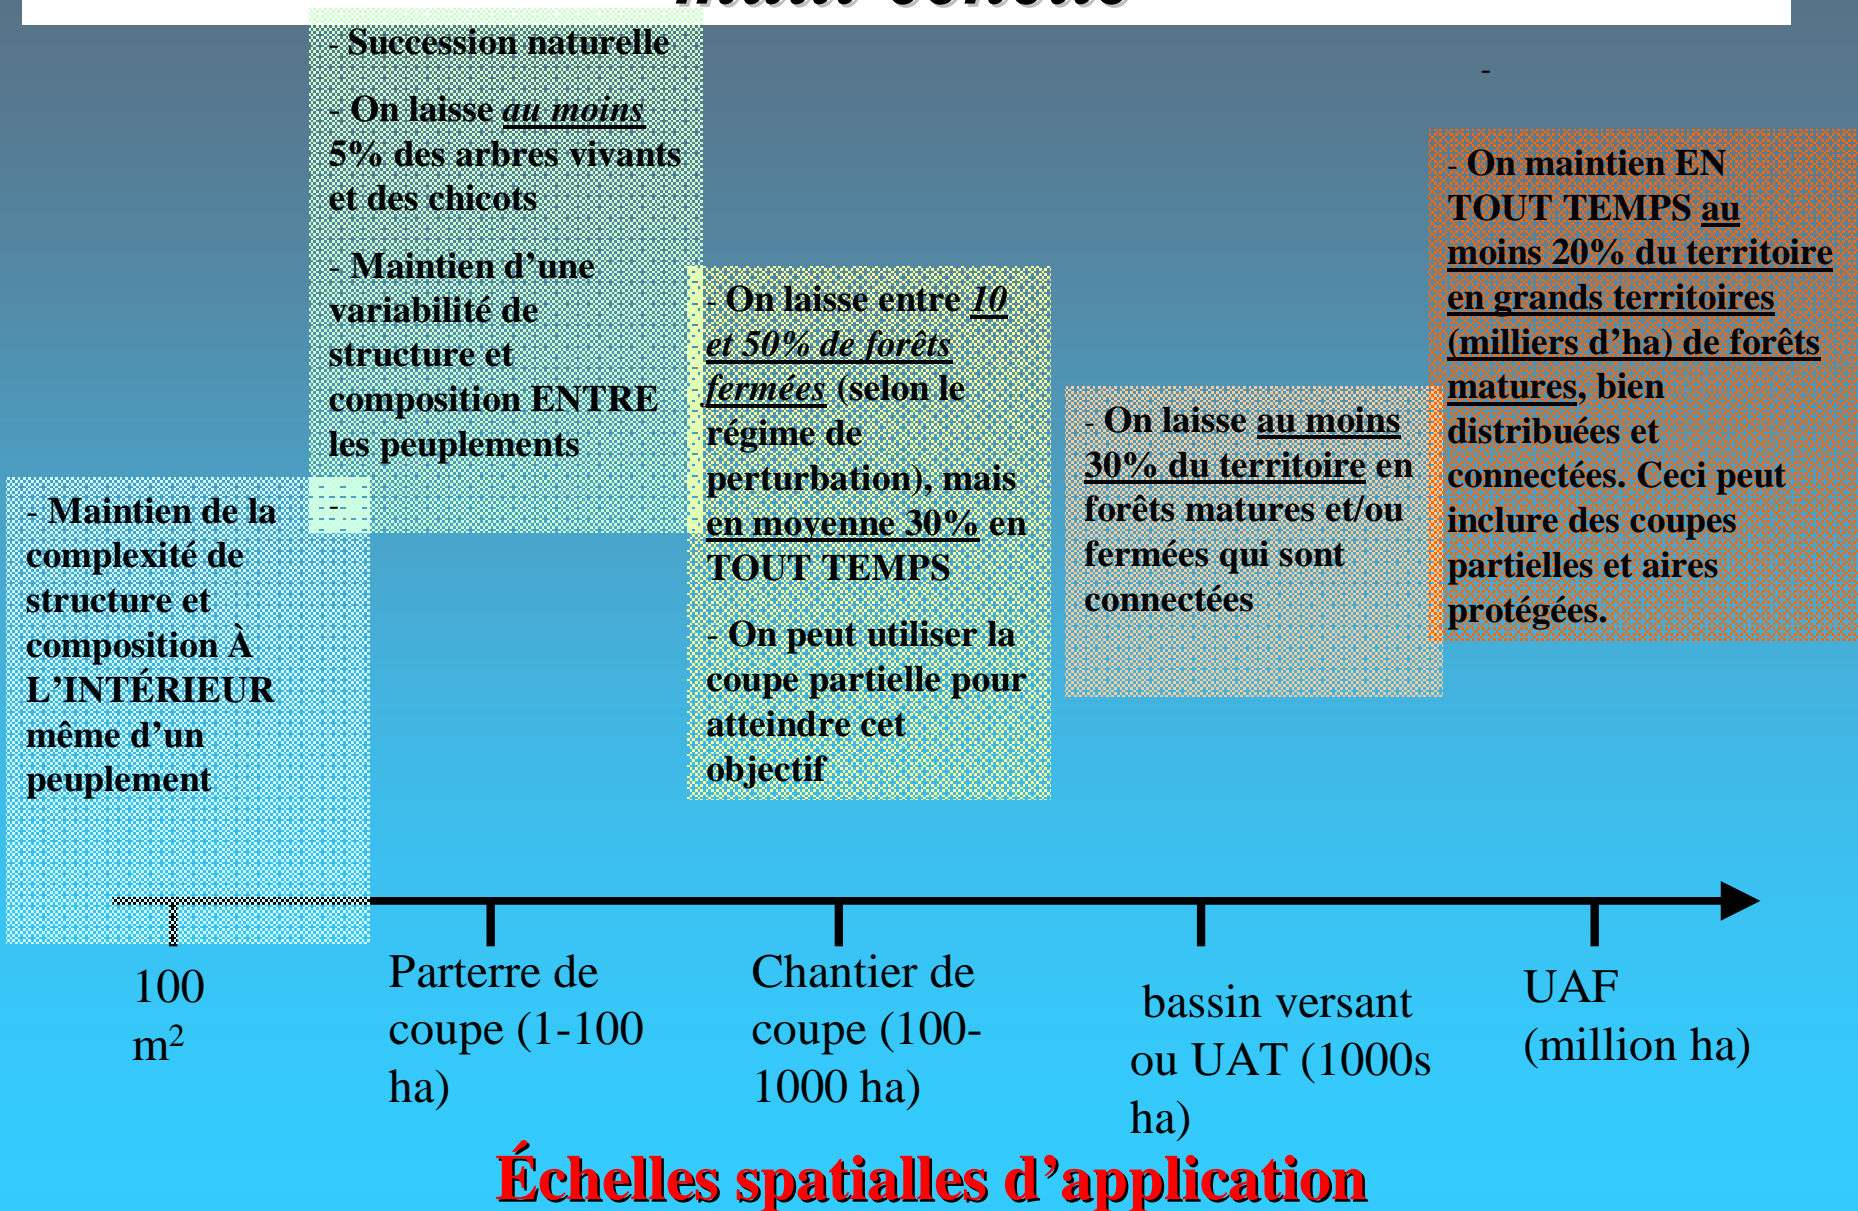 - Succession naturelle
- On laisse au moins
5% des arbres vivants
et des chicots
- Maintien d’une
variabilité de
structure et
composition ENTRE
les peuplements
-
- Maintien de la
complexité de
structure et
composition À
L’INTÉRIEUR
même d’un
peuplement
- On laisse entre 10
et 50% de forêts
fermées (selon le
régime de
perturbation), mais
en moyenne 30% en
TOUT TEMPS
- On peut utiliser la
coupe partielle pour
atteindre cet
objectif
- On laisse au moins
30% du territoire en
forêts matures et/ou
fermées qui sont
connectées
-
- On maintien EN
TOUT TEMPS au
moins 20% du territoire
en grands territoires
(milliers d’ha) de forêts
matures, bien
distribuées et
connectées. Ceci peut
inclure des coupes
partielles et aires
protégées.
100
m²
Parterre de
coupe (1-100
ha)
Chantier de
coupe (100-
1000 ha)
bassin versant
ou UAT (1000s
ha)
UAF
(million ha)
Échelles spatialles d’application